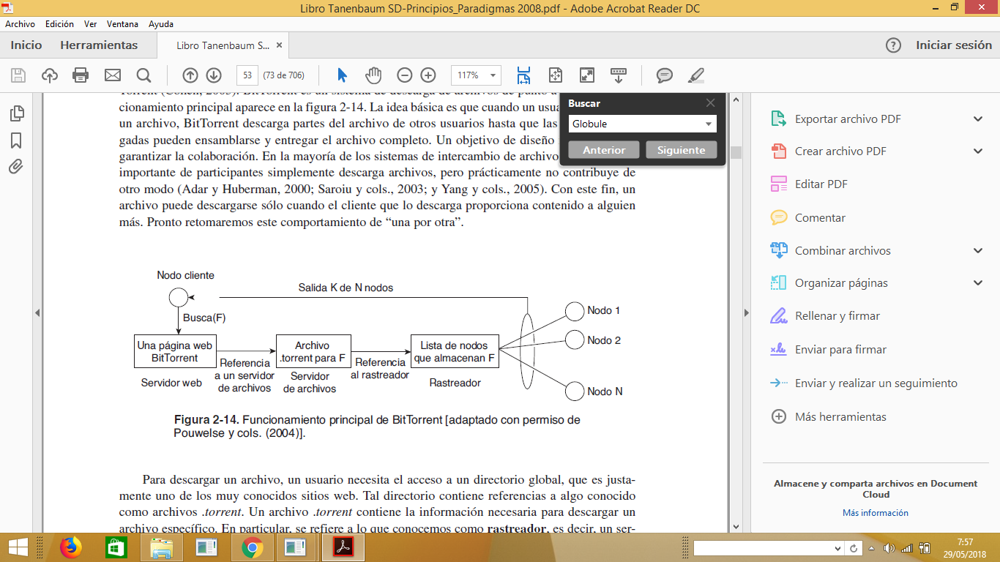 Libro Tanenbaum SD-Principios_Paradigmas 2008.pdf - Adobe Acrobat Reader DC
Archivo Edición Ver Ventana Ayuda
Inicio Herramientas Libro Tanenbaum S... × ? Iniciar sesión
53 (73 de 706) 117%
Torrent (Cohen, 2003). BitTorrent es un sistema de descarga de archivos de punto a
cionamiento principal aparece en la figura 2-14. La idea básica es que cuando un
un archivo, BitTorrent descarga partes del archivo de otros usuarios hasta que las
gadas pueden ensamblarse y entregar el archivo completo. Un objetivo de diseño
garantizar la colaboración. En la mayoría de los sistemas de intercambio de
importante de participantes simplemente descarga archivos, pero prácticamente no contribuye de
otro modo (Adar y Huberman, 2000; Saroiu y cols., 2003; y Yang y cols., 2005). Con este fin, un
archivo puede descargarse sólo cuando el cliente que lo descarga proporciona contenido a alguien
más. Pronto retomaremos este comportamiento de “una por otra”.
Buscar
Globule
Anterior Siguiente
Nodo cliente
Salida K de N nodos
Busca(F)
Una página web
BitTorrent
Servidor web
Referencia
a un servidor
de archivos
Archivo
.torrent para F
Servidor
de archivos
Referencia
al rastreador
Lista de nodos
que almacenan F
Rastreador
Nodo 1
Nodo 2
Nodo N
Figura 2-14. Funcionamiento principal de BitTorrent [adaptado con permiso de
Pouwelse y cols. (2004)].
Para descargar un archivo, un usuario necesita el acceso a un directorio global, que es justa-
mente uno de los muy conocidos sitios web. Tal directorio contiene referencias a algo conocido
como archivos .torrent. Un archivo .torrent contiene la información necesaria para descargar un
archivo específico. En particular, se refiere a lo que conocemos como rastreador, es decir, un ser-
Exportar archivo PDF
Crear archivo PDF
Editar PDF
Comentar
Combinar archivos
Organizar páginas
Rellenar y firmar
Enviar para firmar
Enviar y realizar un seguimiento
Más herramientas
Almacene y comparta archivos en Document
Cloud
Más información
7:57
29/05/2018